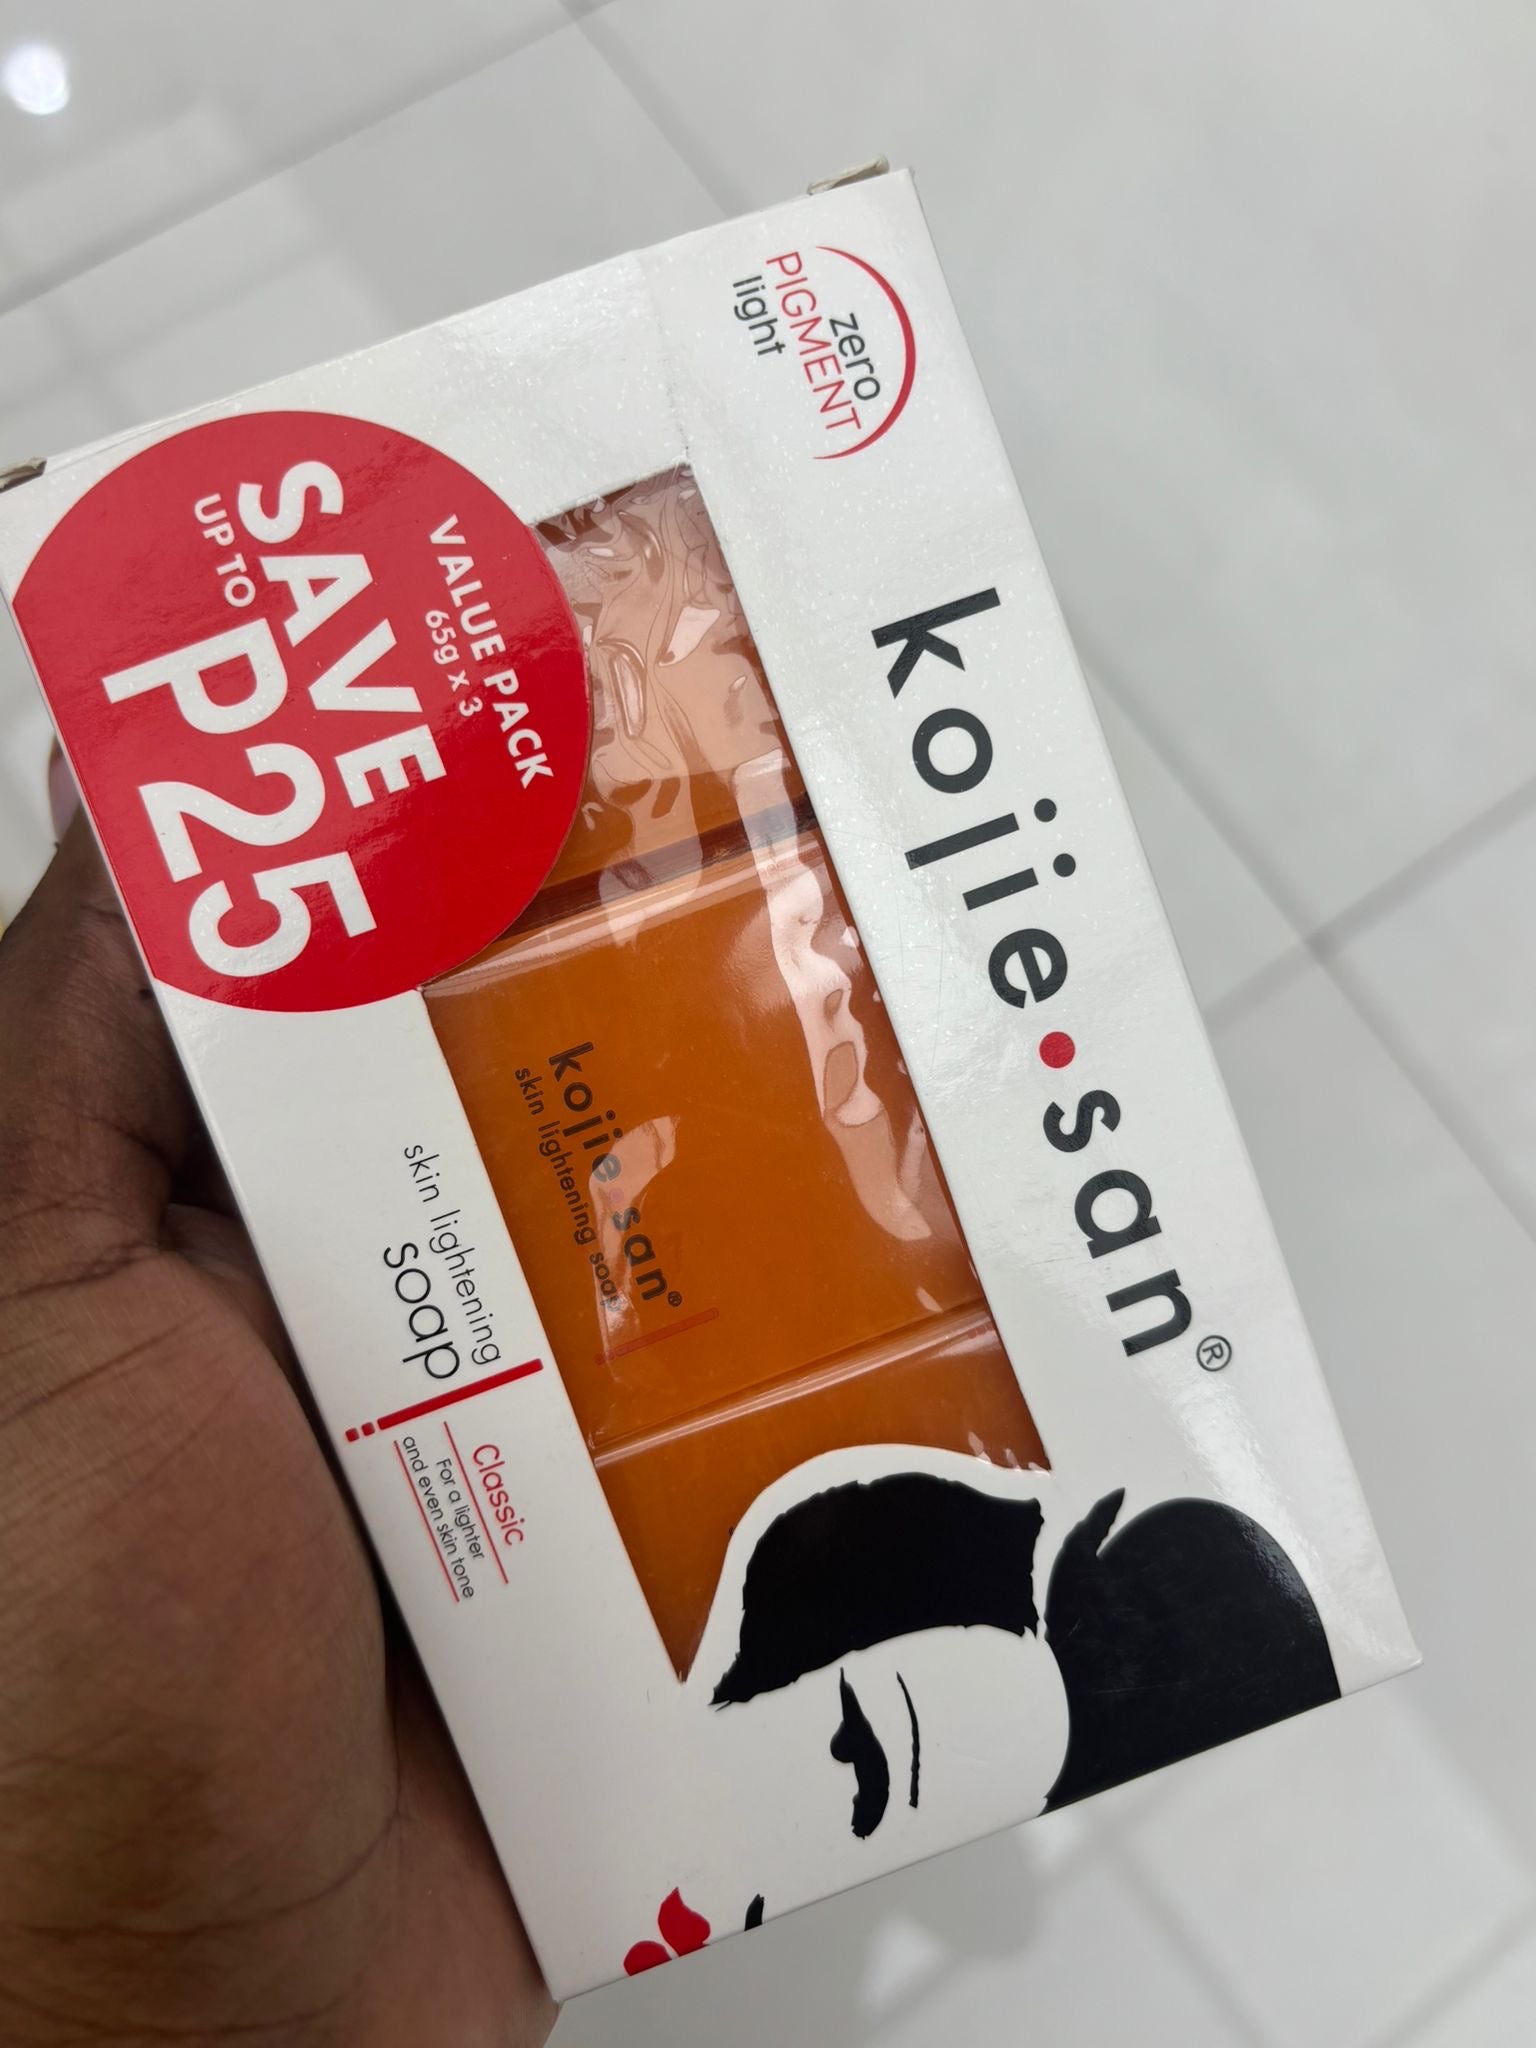 zero
PIGMENT
light
kojie•san®
VALUE PACK
65g x 3
SAVE
UP TO
P25
kojie•san®
skin lightening soap
skin lightening
soap
Classic
For a lighter
and even skin tone